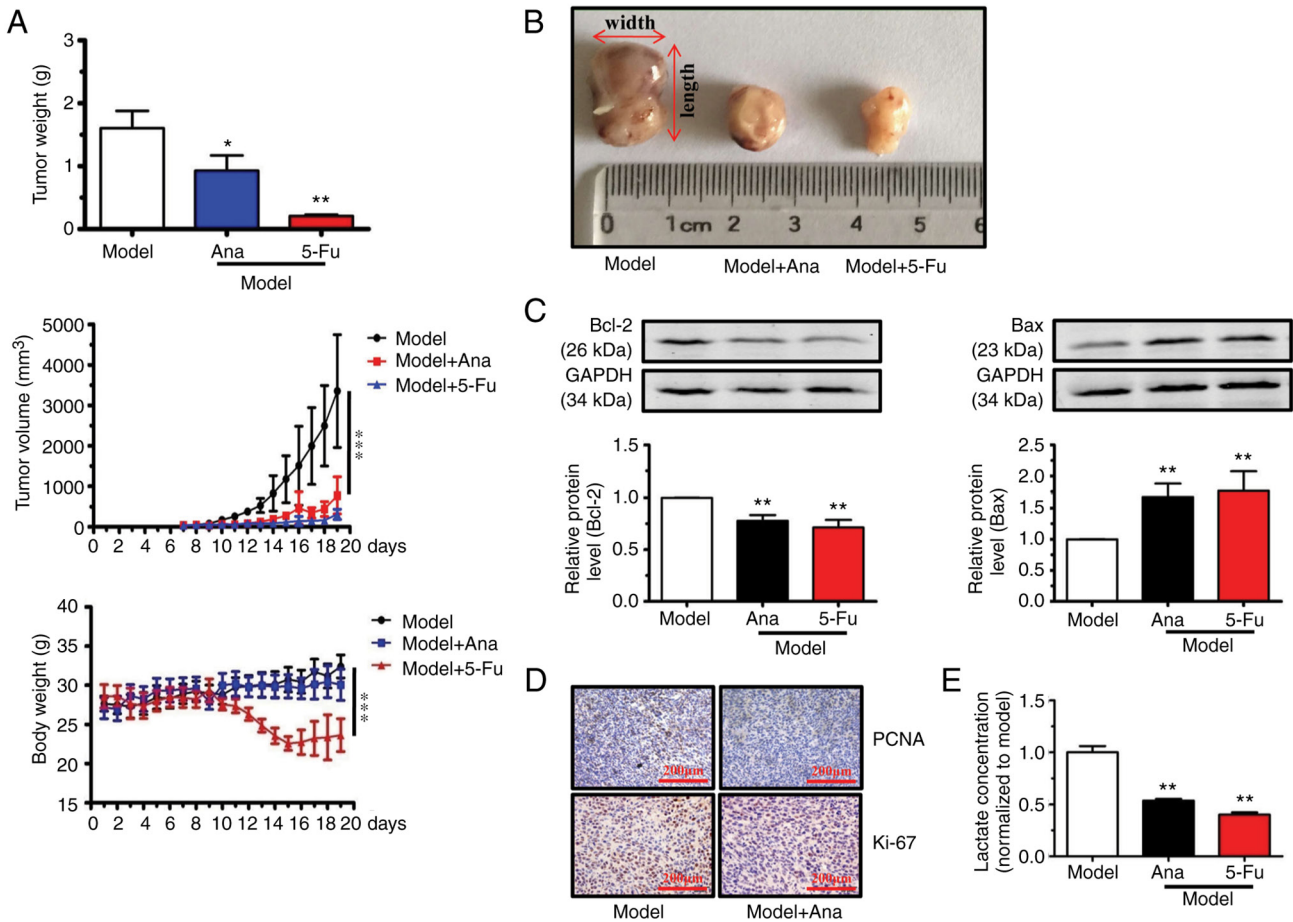 A
Tumor weight (g)
3
2
1
0
*
**
Model
Ana
5-Fu
Model
Tumor volume (mm3)
5000
4000
3000
2000
1000
0
0 2 4 6 8 10 12 14 16 18 20 days
Model
Model+Ana
Model+5-Fu
***
Body weight (g)
40
35
30
25
20
15
0 2 4 6 8 10 12 14 16 18 20 days
Model
Model+Ana
Model+5-Fu
***
B
width
length
0 1cm 2 3 4 5 6
Model
Model+Ana
Model+5-Fu
C
Bcl-2
(26 kDa)
GAPDH
(34 kDa)
Relative protein
level (Bcl-2)
1.5
1.0
0.5
0.0
**
**
Model
Ana
5-Fu
Model
Bax
(23 kDa)
GAPDH
(34 kDa)
Relative protein
level (Bax)
2.5
2.0
1.5
1.0
0.5
0.0
**
**
Model
Ana
5-Fu
Model
D
200μm
200μm
PCNA
200μm
200μm
Ki-67
Model
Model+Ana
E
Lactate concentration
(normalized to model)
1.5
1.0
0.5
0.0
**
**
Model
Ana
5-Fu
Model